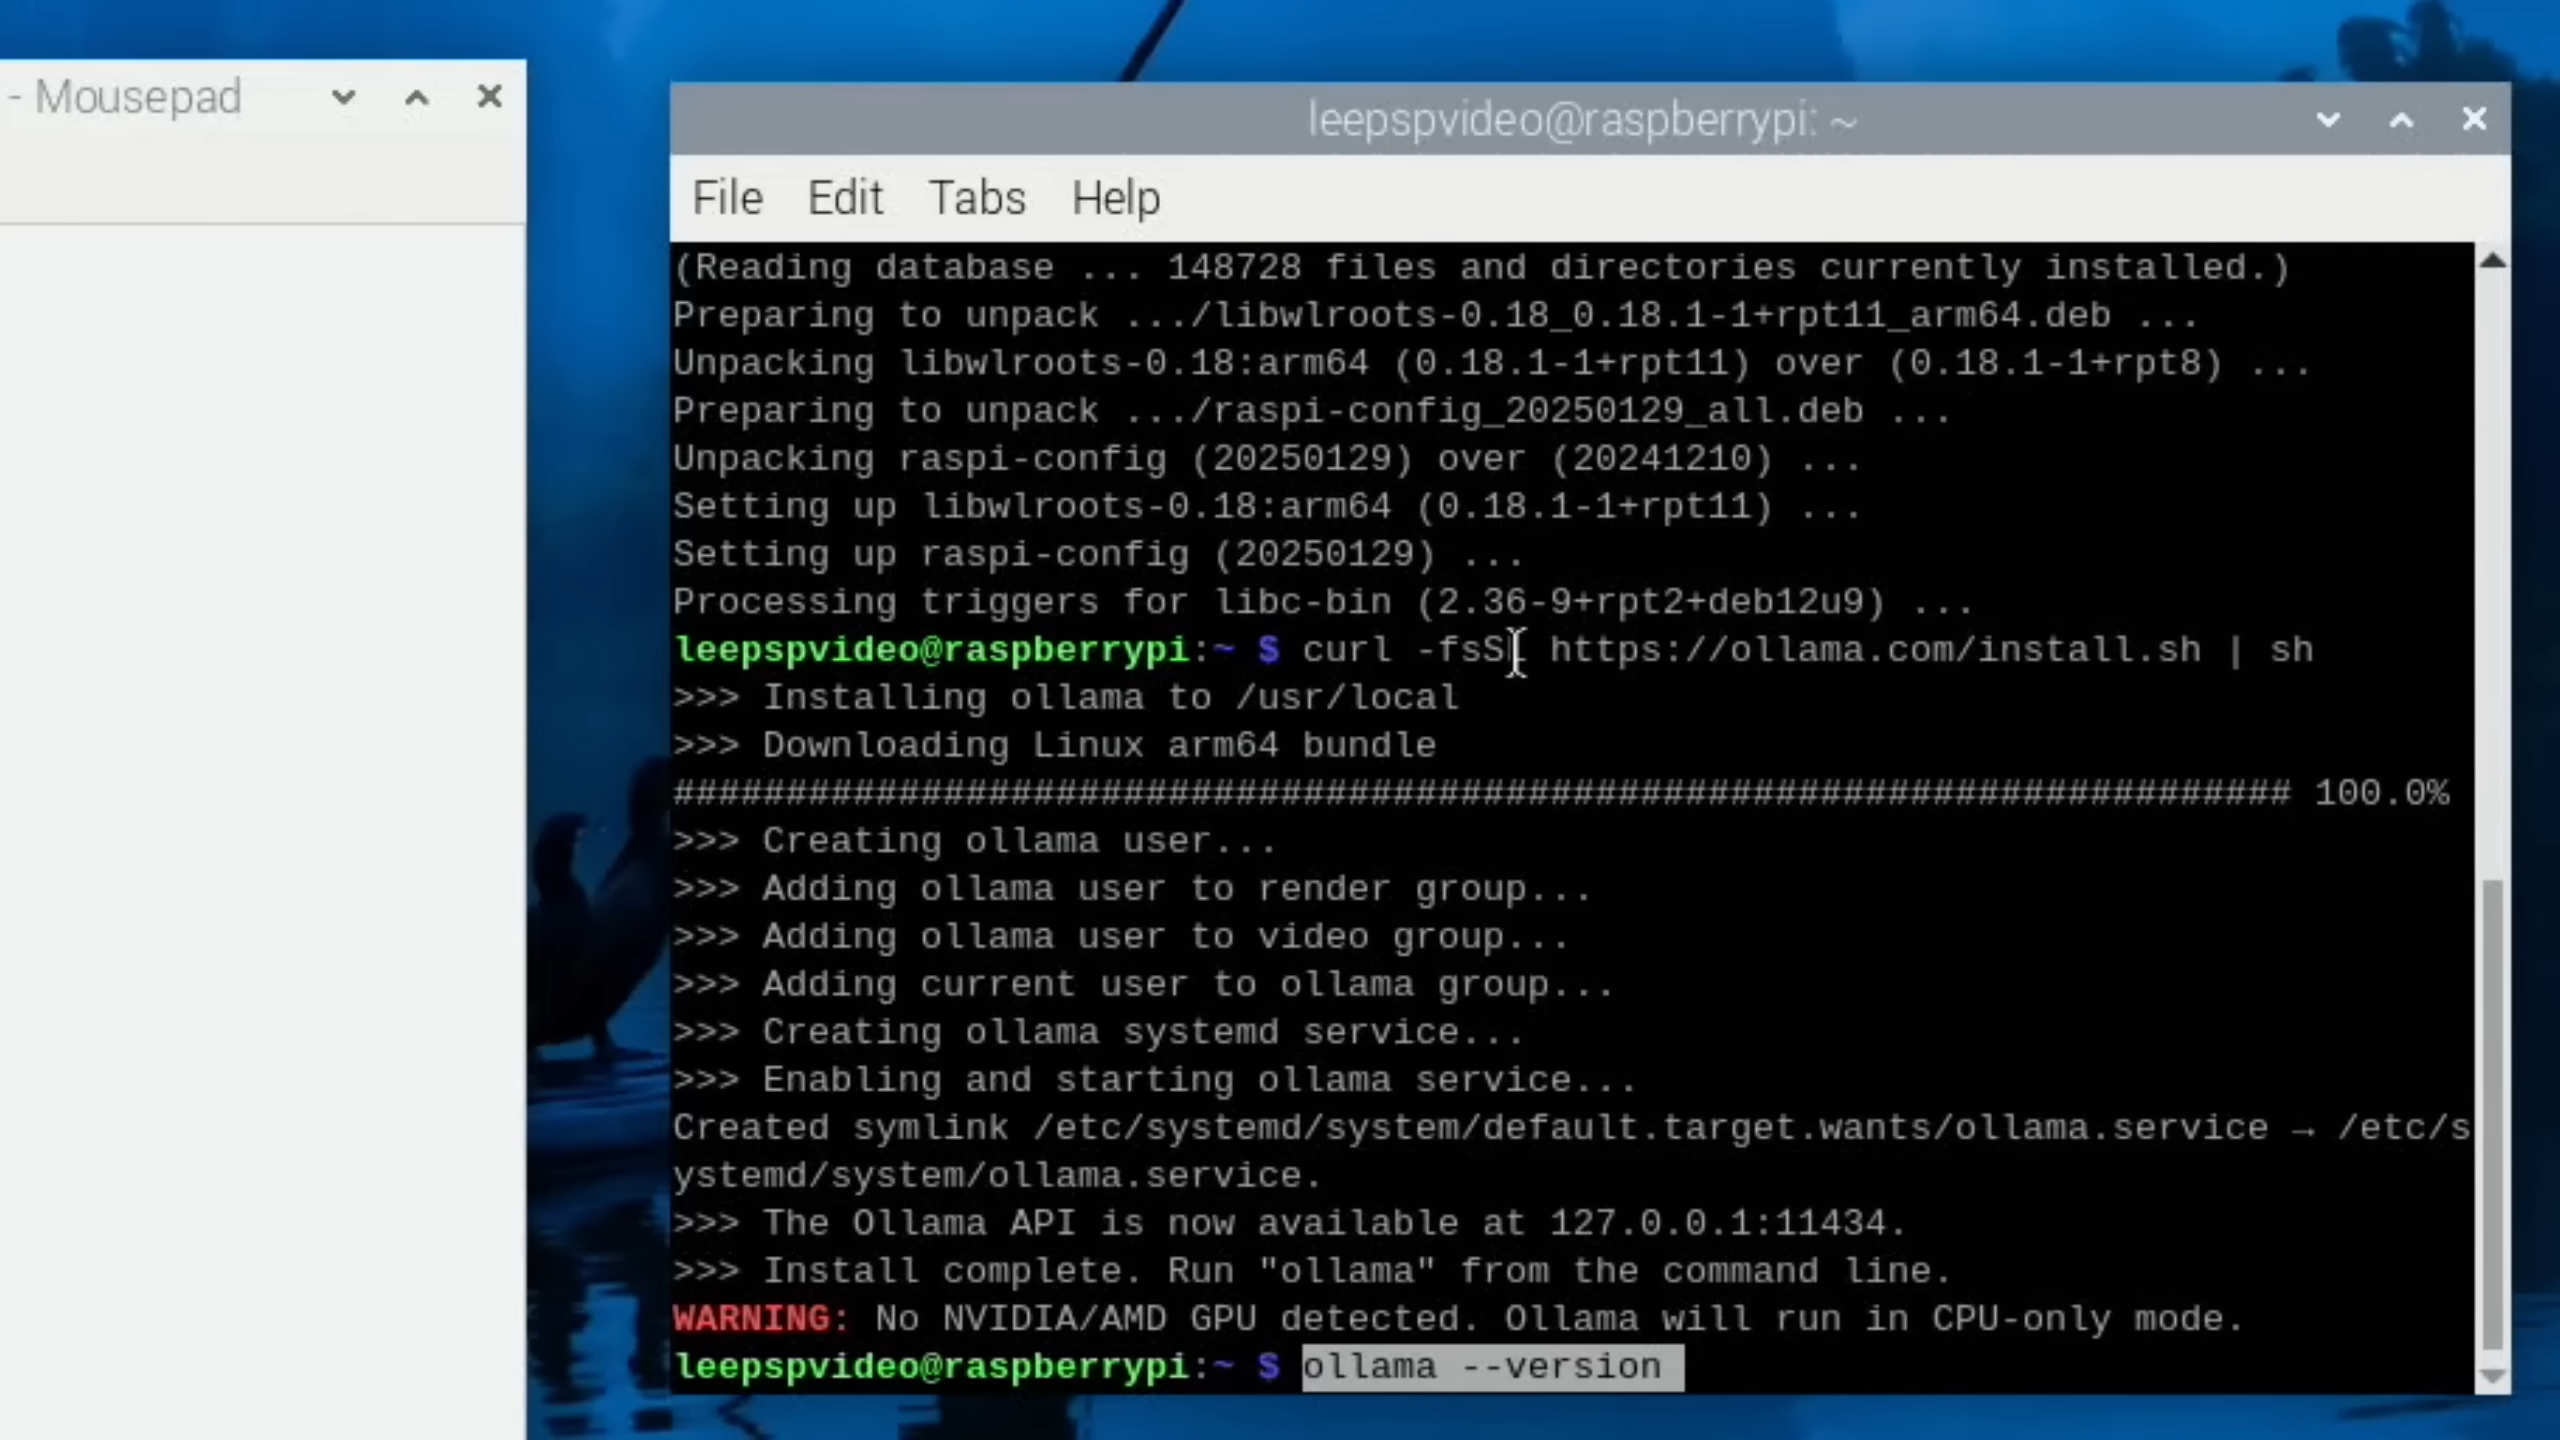 - Mousepad
leepspvideo@raspberrypi: ~
File Edit Tabs Help
(Reading database ... 148728 files and directories currently installed.)
Preparing to unpack .../libwlroots-0.18_0.18.1-1+rpt11_arm64.deb ...
Unpacking libwlroots-0.18:arm64 (0.18.1-1+rpt11) over (0.18.1-1+rpt8) ...
Preparing to unpack .../raspi-config_20250129_all.deb ...
Unpacking raspi-config (20250129) over (20241210) ...
Setting up libwlroots-0.18:arm64 (0.18.1-1+rpt11) ...
Setting up raspi-config (20250129) ...
Processing triggers for libc-bin (2.36-9+rpt2+deb12u9) ...
leepspvideo@raspberrypi:~ $ curl -fsSL https://ollama.com/install.sh | sh
>>> Installing ollama to /usr/local
>>> Downloading Linux arm64 bundle
######################################################################## 100.0%
>>> Creating ollama user...
>>> Adding ollama user to render group...
>>> Adding ollama user to video group...
>>> Adding current user to ollama group...
>>> Creating ollama systemd service...
>>> Enabling and starting ollama service...
Created symlink /etc/systemd/system/default.target.wants/ollama.service → /etc/s
ystemd/system/ollama.service.
>>> The Ollama API is now available at 127.0.0.1:11434.
>>> Install complete. Run "ollama" from the command line.
WARNING: No NVIDIA/AMD GPU detected. Ollama will run in CPU-only mode.
leepspvideo@raspberrypi:~ $ ollama --version